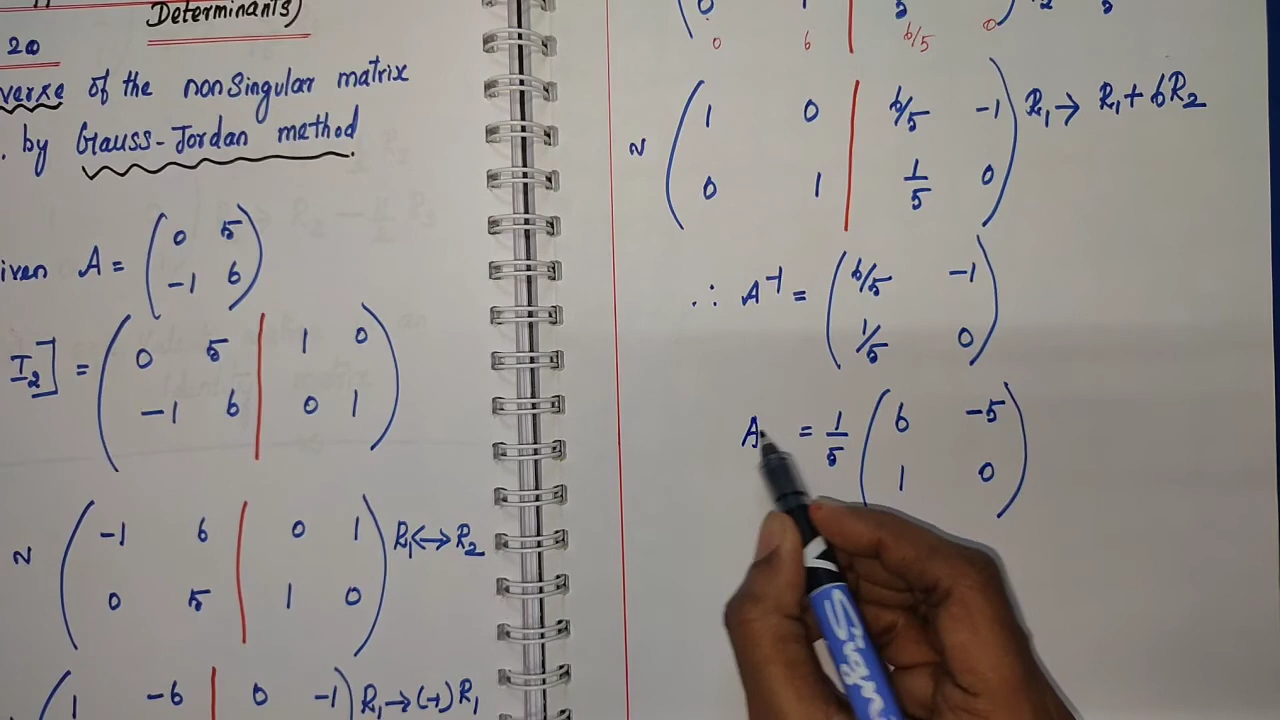 Determinants)
20
verse of the nonSingular matrix
. by Gauss-Jordan method
iven A = ( 0 5
-1 6 )
I2] = ( 0 5 | 1 0
-1 6 | 0 1 )
~ ( -1 6 | 0 1 ) R1↔R2
0 5 | 1 0
( 1 -6 | 0 -1 ) R1→(-1)R1
0 6 6/5 0
~ ( 1 0 | 6/5 -1 ) R1→ R1+6R2
0 1 | 1/5 0
∴ A⁻¹ = ( 6/5 -1
1/5 0 )
A = 1/5 ( 6 -5
1 0 )
Signi